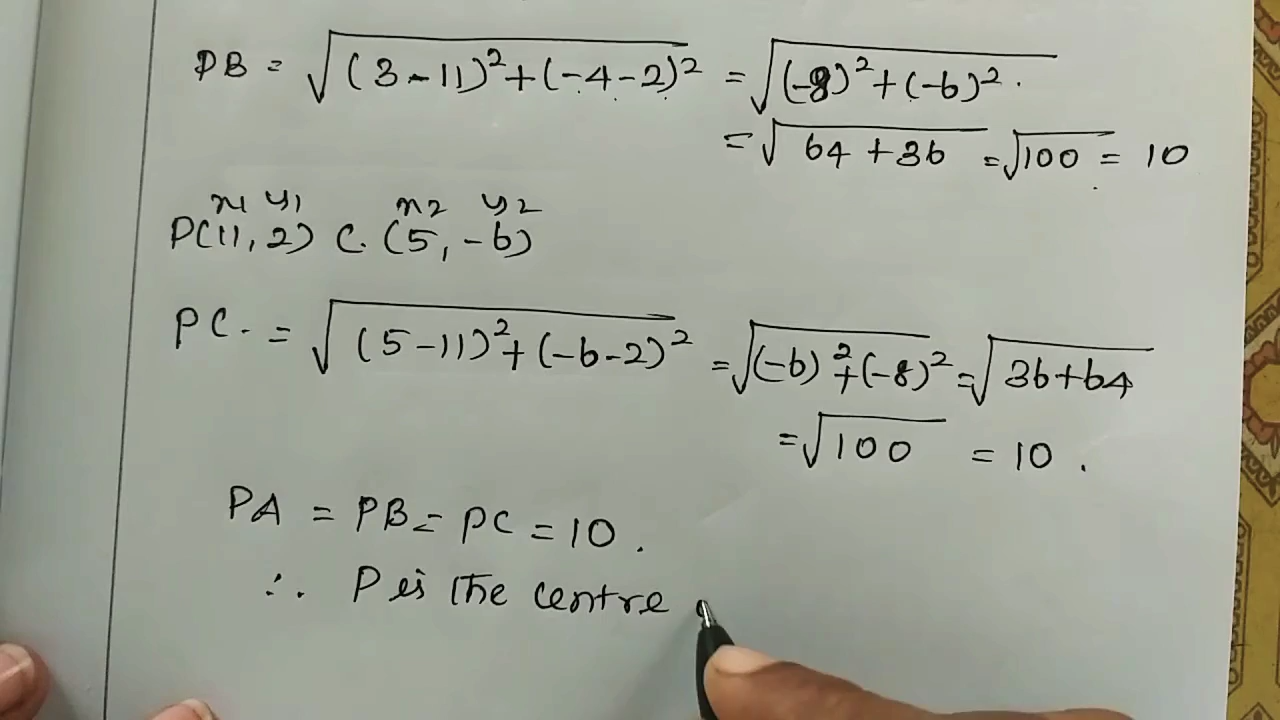 PB = √(3-11)²+(-4-2)² = √(-8)²+(-6)².
= √64+36 = √100 = 10
x1 y1 x2 y2
P(11,2) C. (5,-6)
PC. = √(5-11)²+(-6-2)² = √(-6)²+(-8)² = √36+64
= √100 = 10.
PA = PB = PC = 10.
∴ P is the centre